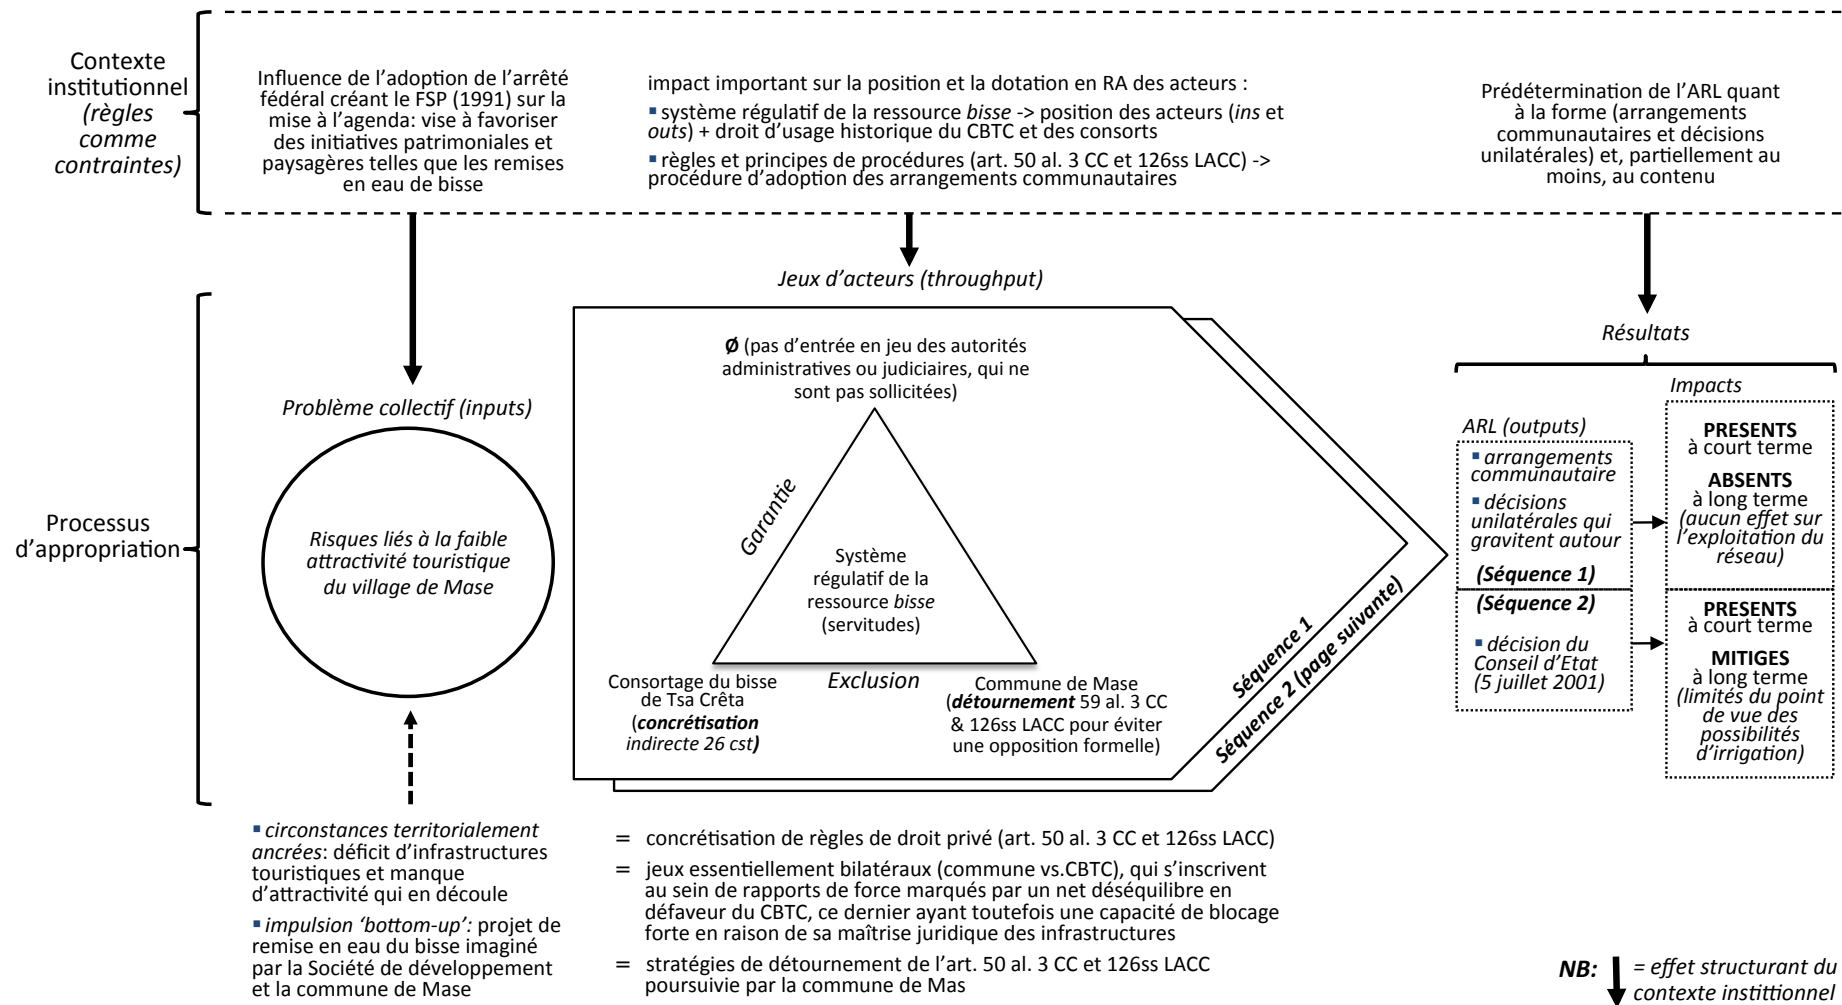 Contexte
institutionnel
(règles
comme
contraintes)
Influence de l'adoption de l'arrêté
fédéral créant le FSP (1991) sur la
mise à l'agenda: vise à favoriser
des initiatives patrimoniales et
paysagères telles que les remises
en eau de bisse
impact important sur la position et la dotation en RA des acteurs :
▪ système régulatif de la ressource bisse -> position des acteurs (ins et
outs) + droit d'usage historique du CBTC et des consorts
▪ règles et principes de procédures (art. 50 al. 3 CC et 126ss LACC) ->
procédure d'adoption des arrangements communautaires
Prédétermination de l'ARL quant
à la forme (arrangements
communautaires et décisions
unilatérales) et, partiellement au
moins, au contenu
Processus
d'appropriation
Problème collectif (inputs)
Risques liés à la faible
attractivité touristique
du village de Mase
▪ circonstances territorialement
ancrées: déficit d'infrastructures
touristiques et manque
d'attractivité qui en découle
▪ impulsion 'bottom-up': projet de
remise en eau du bisse imaginé
par la Société de développement
et la commune de Mase
Jeux d'acteurs (throughput)
Ø (pas d'entrée en jeu des autorités
administratives ou judiciaires, qui ne
sont pas sollicitées)
Garantie
Système
régulatif de la
ressource bisse
(servitudes)
Exclusion
Consortage du bisse
de Tsa Crêta
(concrétisation
indirecte 26 cst)
Commune de Mase
(détournement 59 al. 3 CC
& 126ss LACC pour éviter
une opposition formelle)
Séquence 1
Séquence 2 (page suivante)
= concrétisation de règles de droit privé (art. 50 al. 3 CC et 126ss LACC)
= jeux essentiellement bilatéraux (commune vs.CBTC), qui s'inscrivent
au sein de rapports de force marqués par un net déséquilibre en
défaveur du CBTC, ce dernier ayant toutefois une capacité de blocage
forte en raison de sa maîtrise juridique des infrastructures
= stratégies de détournement de l'art. 50 al. 3 CC et 126ss LACC
poursuivie par la commune de Mas
Résultats
ARL (outputs)
▪ arrangements
communautaire
▪ décisions
unilatérales qui
gravitent autour
(Séquence 1)
(Séquence 2)
▪ décision du
Conseil d'Etat
(5 juillet 2001)
Impacts
PRESENTS
à court terme
ABSENTS
à long terme
(aucun effet sur
l'exploitation du
réseau)
PRESENTS
à court terme
MITIGES
à long terme
(limités du point
de vue des
possibilités
d'irrigation)
NB: = effet structurant du
contexte instittionnel